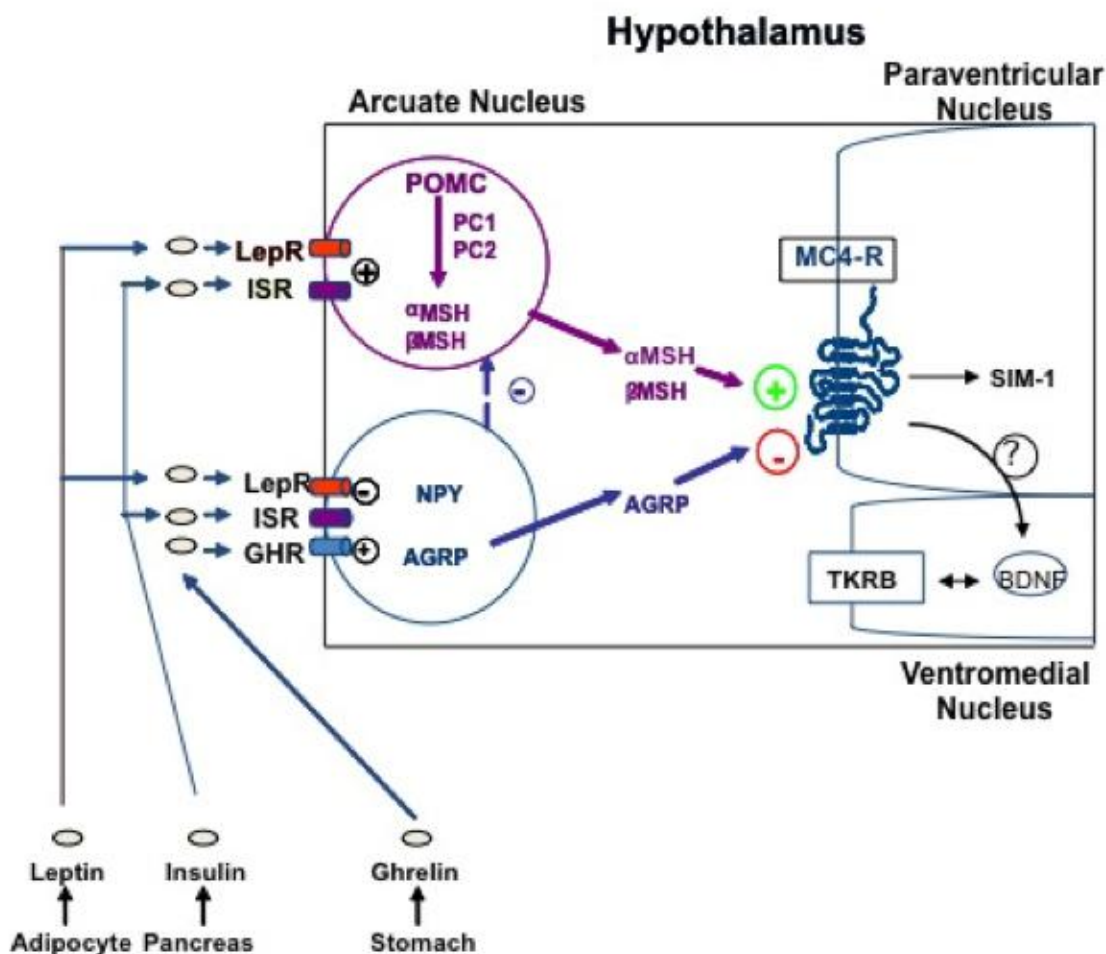 Hypothalamus
Arcuate Nucleus
Paraventricular
Nucleus
POMC
PC1
PC2
LepR
+
ISR
αMSH
βMSH
MC4-R
αMSH
βMSH
+
SIM-1
-
-
?
LepR
-
NPY
ISR
GHR
+
AGRP
AGRP
TKRB
BDNF
Ventromedial
Nucleus
Leptin
Insulin
Ghrelin
Adipocyte
Pancreas
Stomach